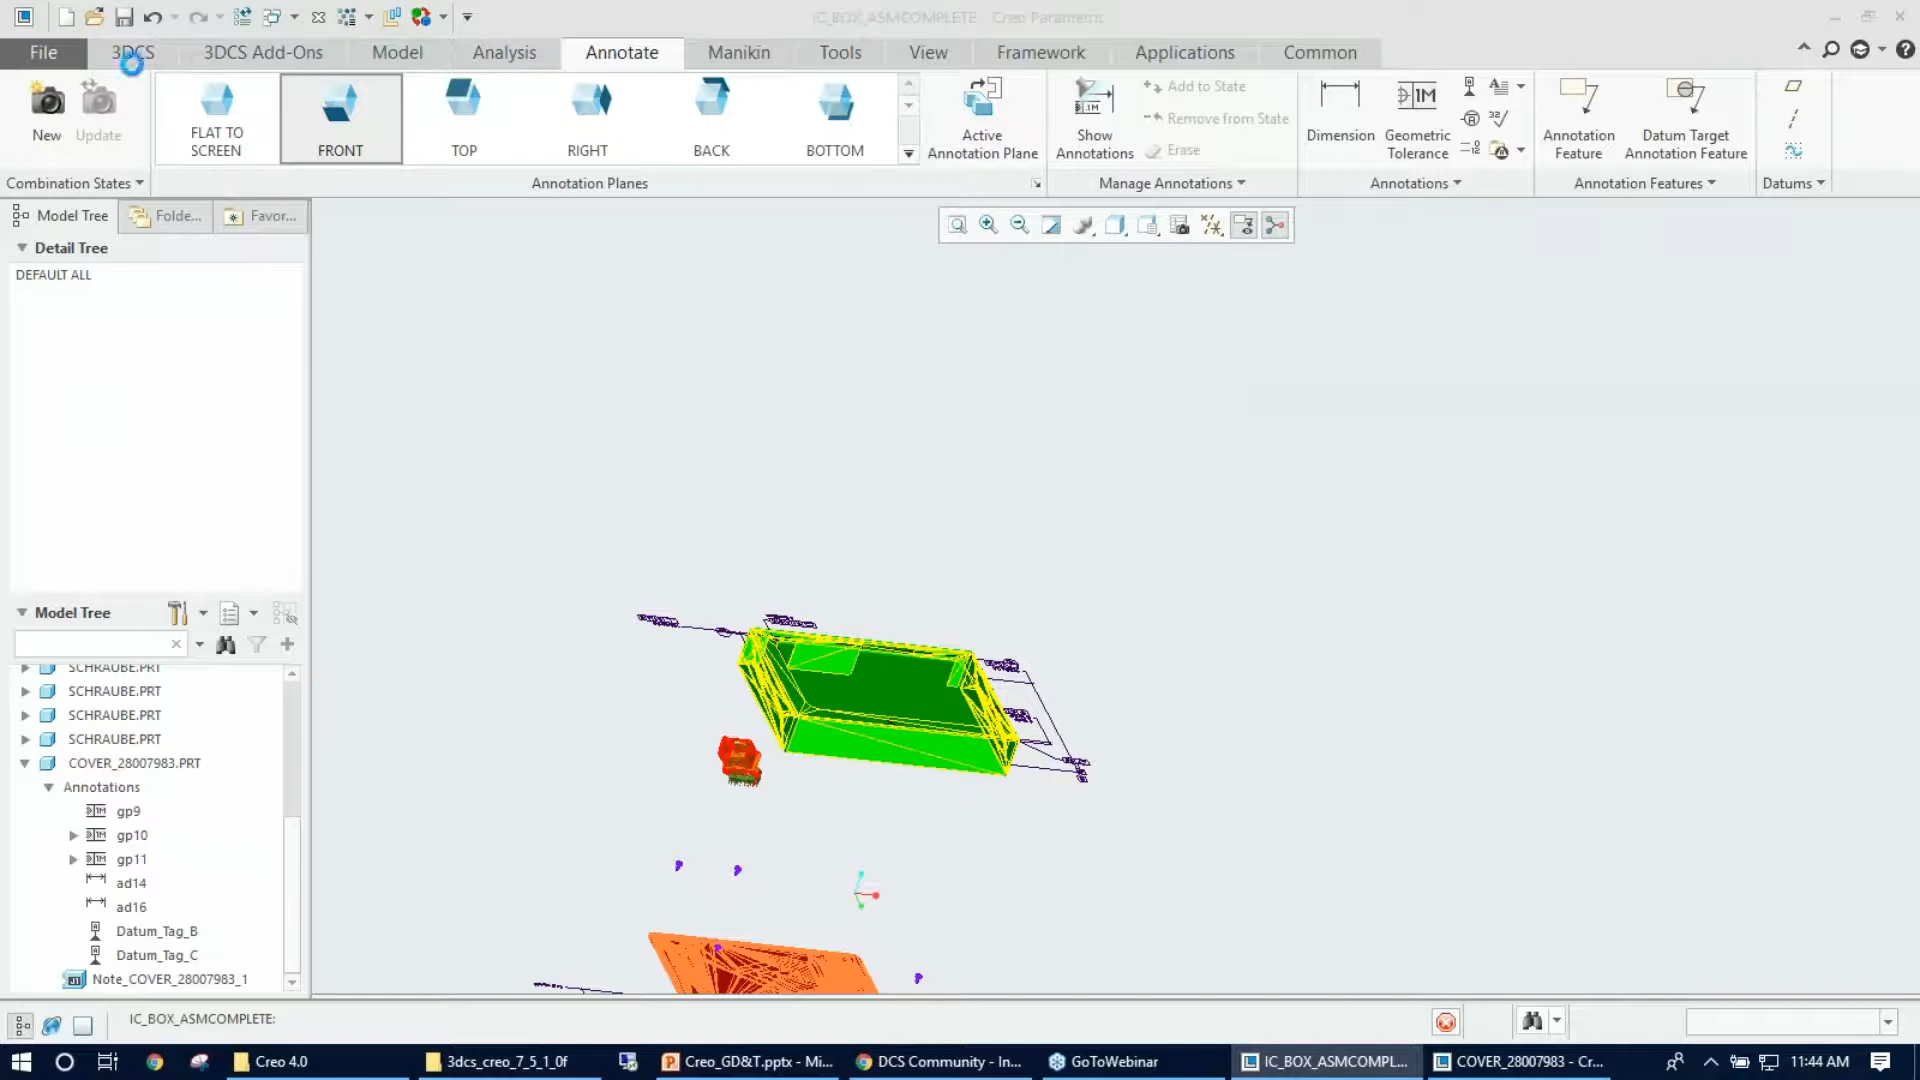 IC_BOX_ASMCOMPLETE Creo Parametric
File
3DCS
3DCS Add-Ons
Model
Analysis
Annotate
Manikin
Tools
View
Framework
Applications
Common
New
Update
FLAT TO
SCREEN
FRONT
TOP
RIGHT
BACK
BOTTOM
Active
Annotation Plane
Show
Annotations
Add to State
Remove from State
Erase
Dimension
Geometric
Tolerance
Annotation
Feature
Datum Target
Annotation Feature
Combination States
Annotation Planes
Manage Annotations
Annotations
Annotation Features
Datums
Model Tree
Folde...
Favor...
Detail Tree
DEFAULT ALL
Model Tree
SCHRAUBE.PRT
SCHRAUBE.PRT
SCHRAUBE.PRT
SCHRAUBE.PRT
COVER_28007983.PRT
Annotations
gp9
gp10
gp11
ad14
ad16
Datum_Tag_B
Datum_Tag_C
Note_COVER_28007983_1
IC_BOX_ASMCOMPLETE:
Creo 4.0
3dcs_creo_7_5_1_0f
Creo_GD&T.pptx - Mi...
DCS Community - In...
GoToWebinar
IC_BOX_ASMCOMPL...
COVER_28007983 - Cr...
11:44 AM